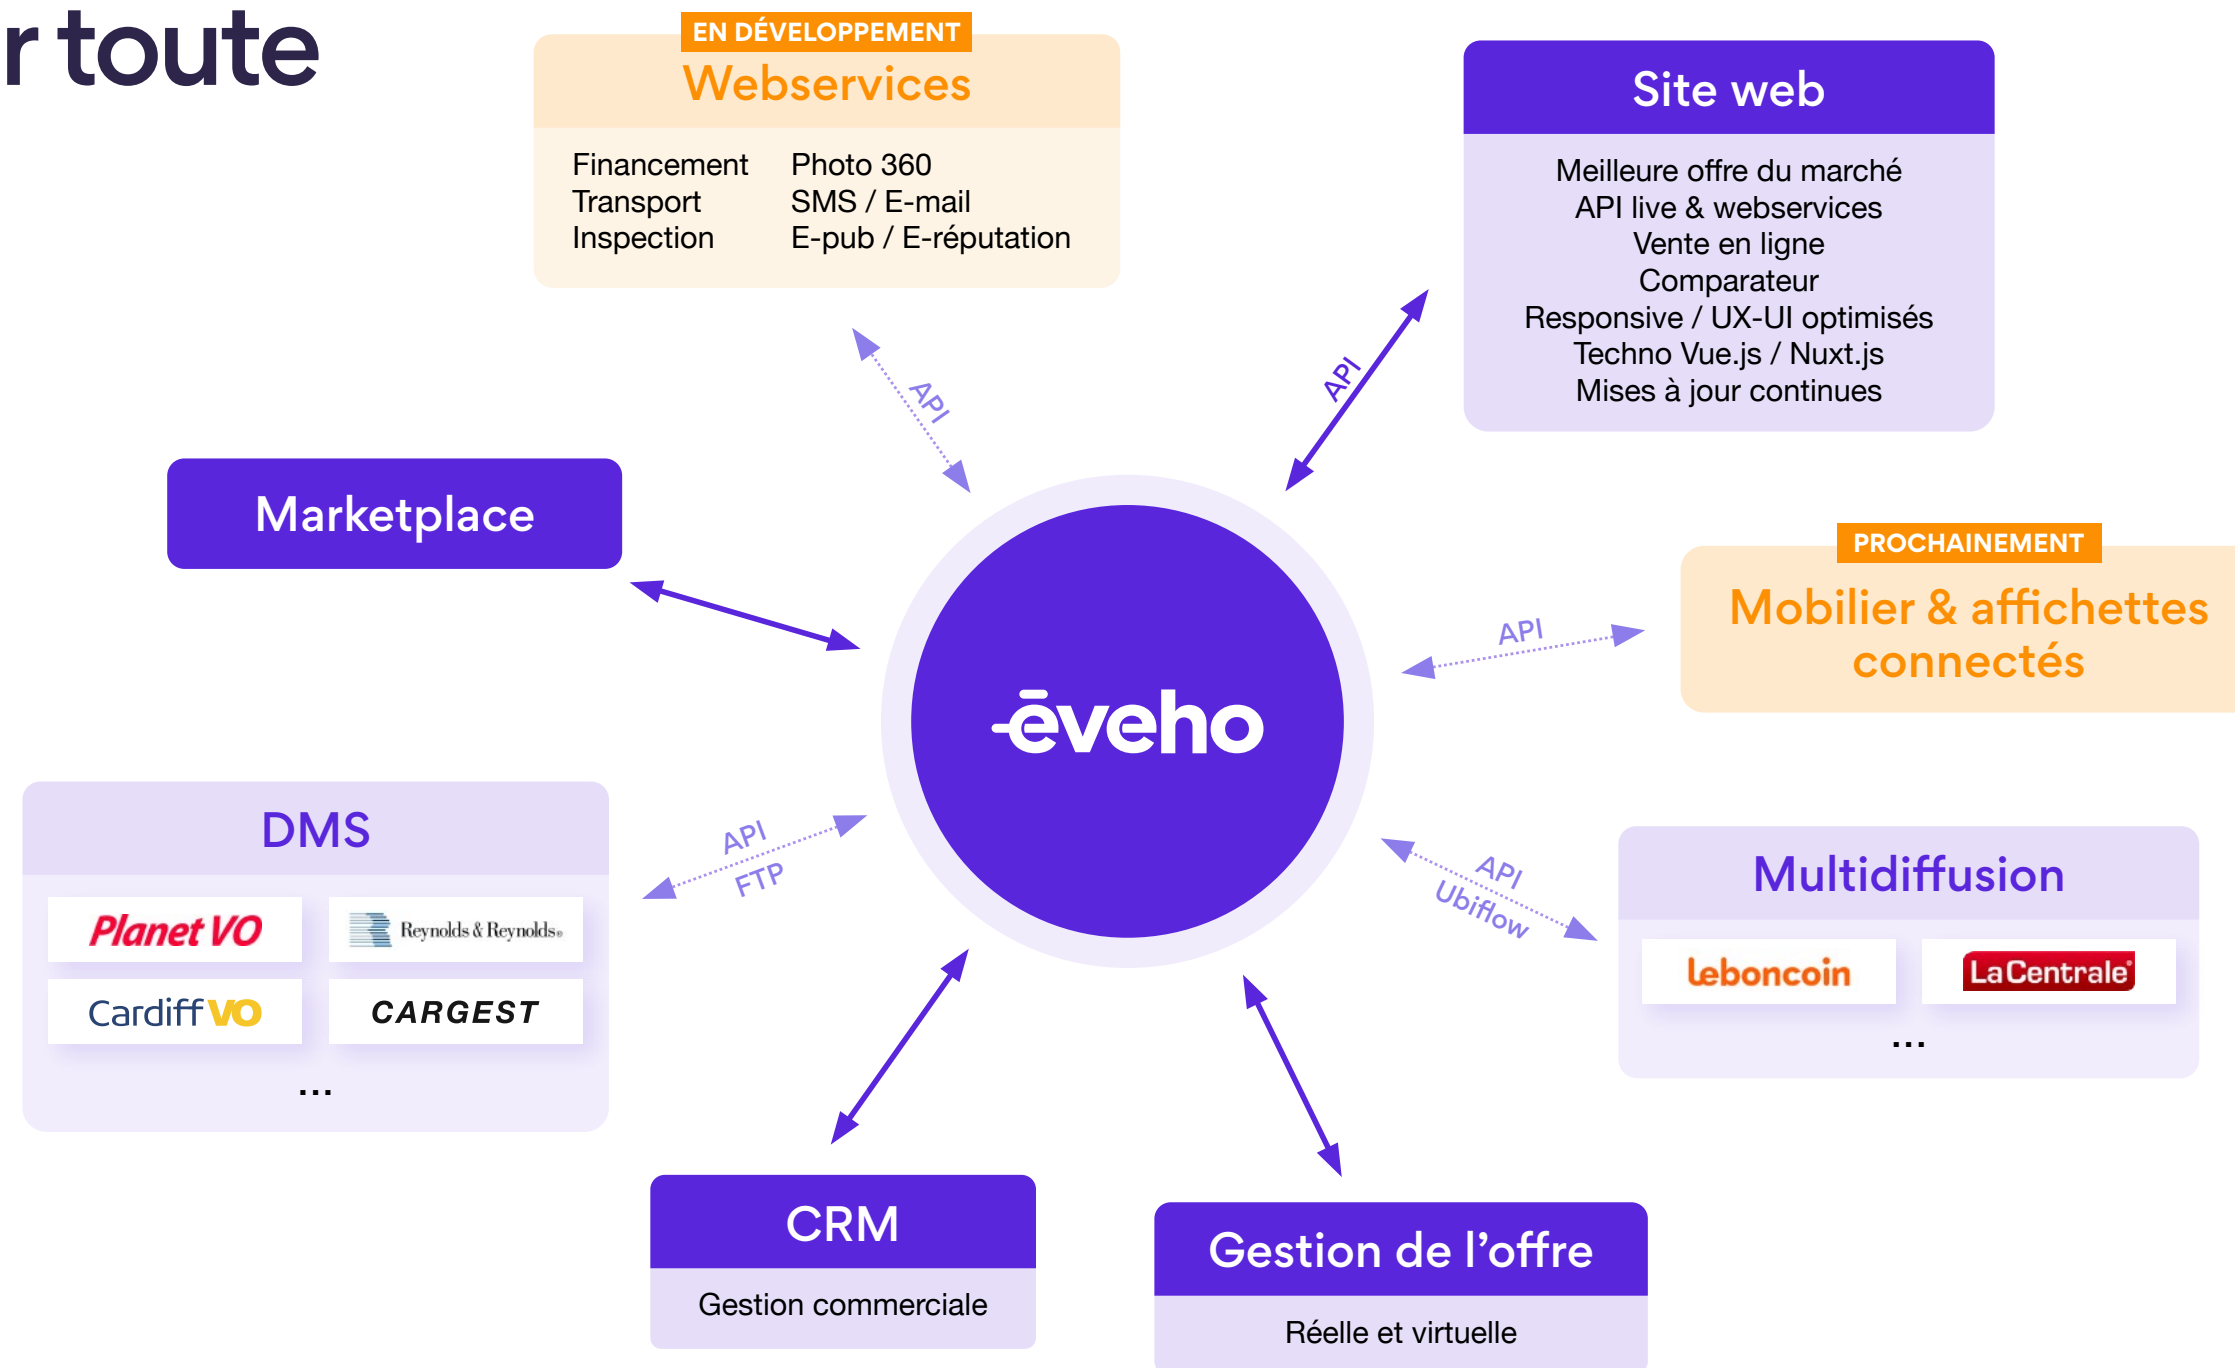 r toute
EN DÉVELOPPEMENT
Webservices
Financement
Transport
Inspection
Photo 360
SMS / E-mail
E-pub / E-réputation
API
Site web
Meilleure offre du marché
API live & webservices
Vente en ligne
Comparateur
Responsive / UX-UI optimisés
Techno Vue.js / Nuxt.js
Mises à jour continues
API
Marketplace
PROCHAINEMENT
Mobilier & affichettes
connectés
API
ēveho
DMS
Planet VO
Reynolds & Reynolds®
Cardiff VO
CARGEST
...
API
FTP
API
Ubiflow
Multidiffusion
leboncoin
La Centrale®
...
CRM
Gestion commerciale
Gestion de l’offre
Réelle et virtuelle